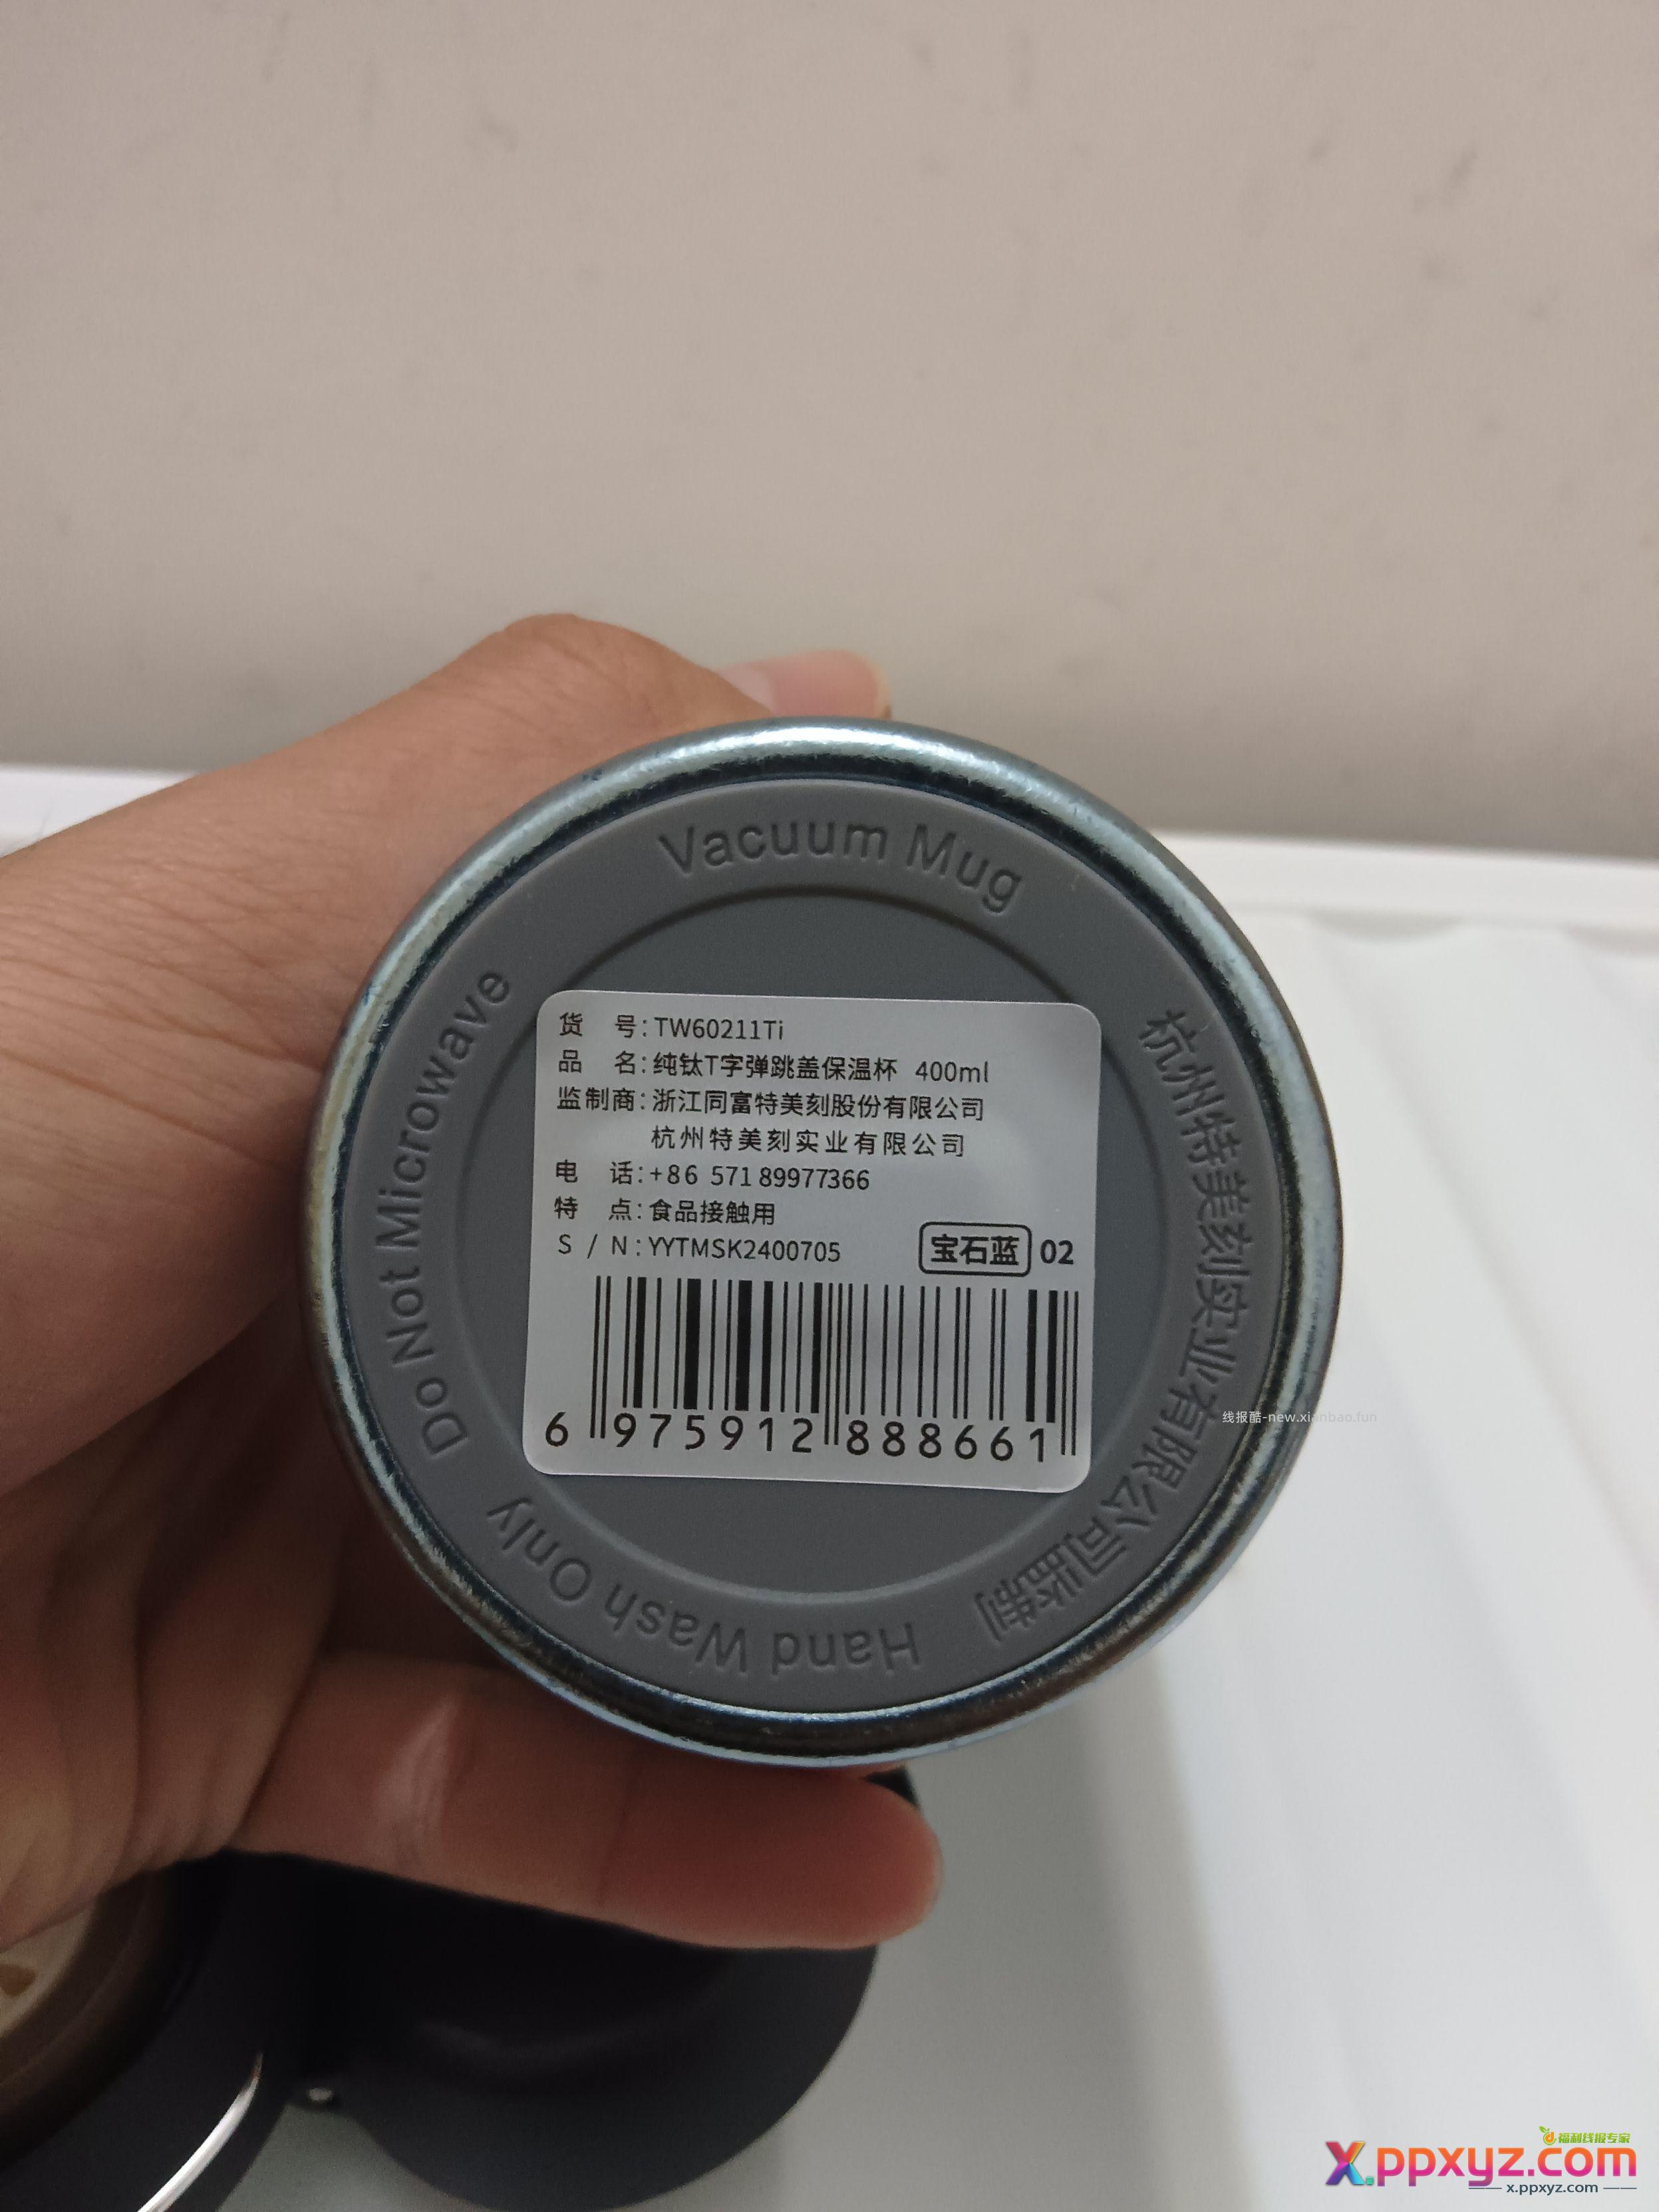 Vacuum Mug
杭州特美刻实业有限公司监制
Hand Wash Only
Do Not Microwave
货 号:TW60211Ti
品 名:纯钛T字弹跳盖保温杯 400ml
监制商:浙江同富特美刻股份有限公司
杭州特美刻实业有限公司
电 话:+86 571 89977366
特 点:食品接触用
S / N:YYTMSK2400705
宝石蓝 02
6 975912 888661
线报酷-new.xianbao.fun
福利线报专家
X.ppxyz.com
x.ppxyz.com